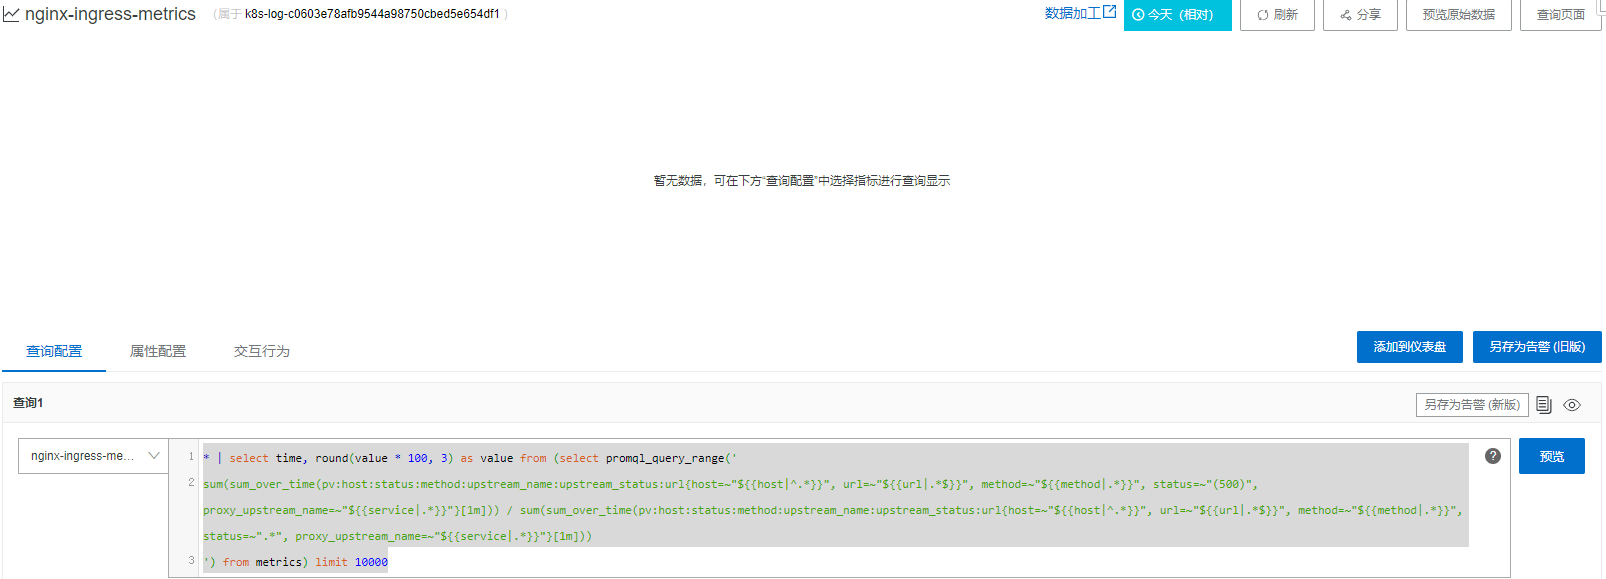 nginx-ingress-metrics （属于 k8s-log-c0603e78afb9544a98750cbed5e654df1 ） 数据加工 今天（相对） 刷新 分享 预览原始数据 查询页面
暂无数据，可在下方“查询配置”中选择指标进行查询显示
查询配置 属性配置 交互行为 添加到仪表盘 另存为告警 (旧版)
查询1 另存为告警 (新版)
nginx-ingress-me... 1 * | select time, round(value * 100, 3) as value from (select promql_query_range(' ? 预览
2 sum(sum_over_time(pv:host:status:method:upstream_name:upstream_status:url{host=~"${{host|^.*}}", url=~"${{url|.*$}}", method=~"${{method|.*}}", status=~"(500)",
proxy_upstream_name=~"${{service|.*}}"}[1m])) / sum(sum_over_time(pv:host:status:method:upstream_name:upstream_status:url{host=~"${{host|^.*}}", url=~"${{url|.*$}}", method=~"${{method|.*}}",
status=~".*", proxy_upstream_name=~"${{service|.*}}"}[1m]))
3 ') from metrics) limit 10000